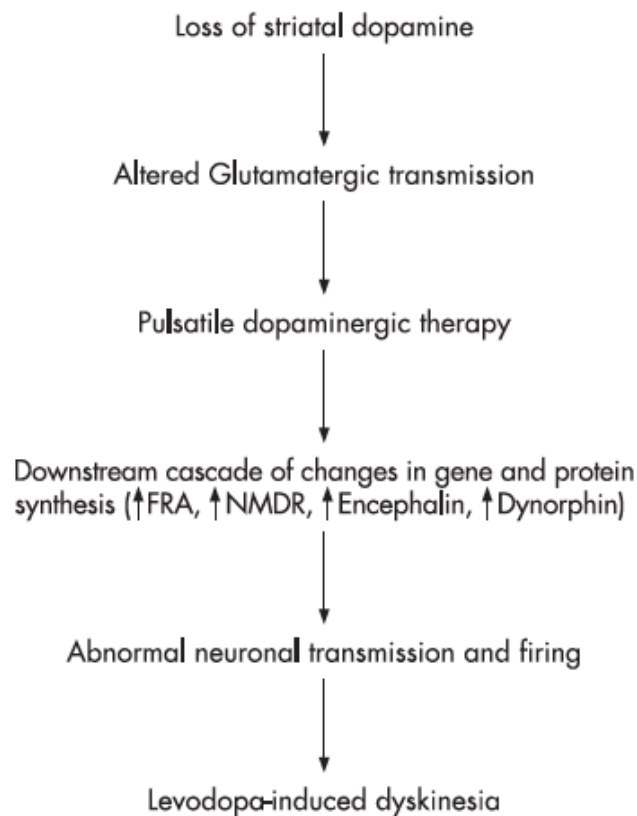 Loss of striatal dopamine
Altered Glutamatergic transmission
Pulsatile dopaminergic therapy
Downstream cascade of changes in gene and protein
synthesis (↑FRA, ↑NMDR, ↑Encephalin, ↑Dynorphin)
Abnormal neuronal transmission and firing
Levodopa-induced dyskinesia